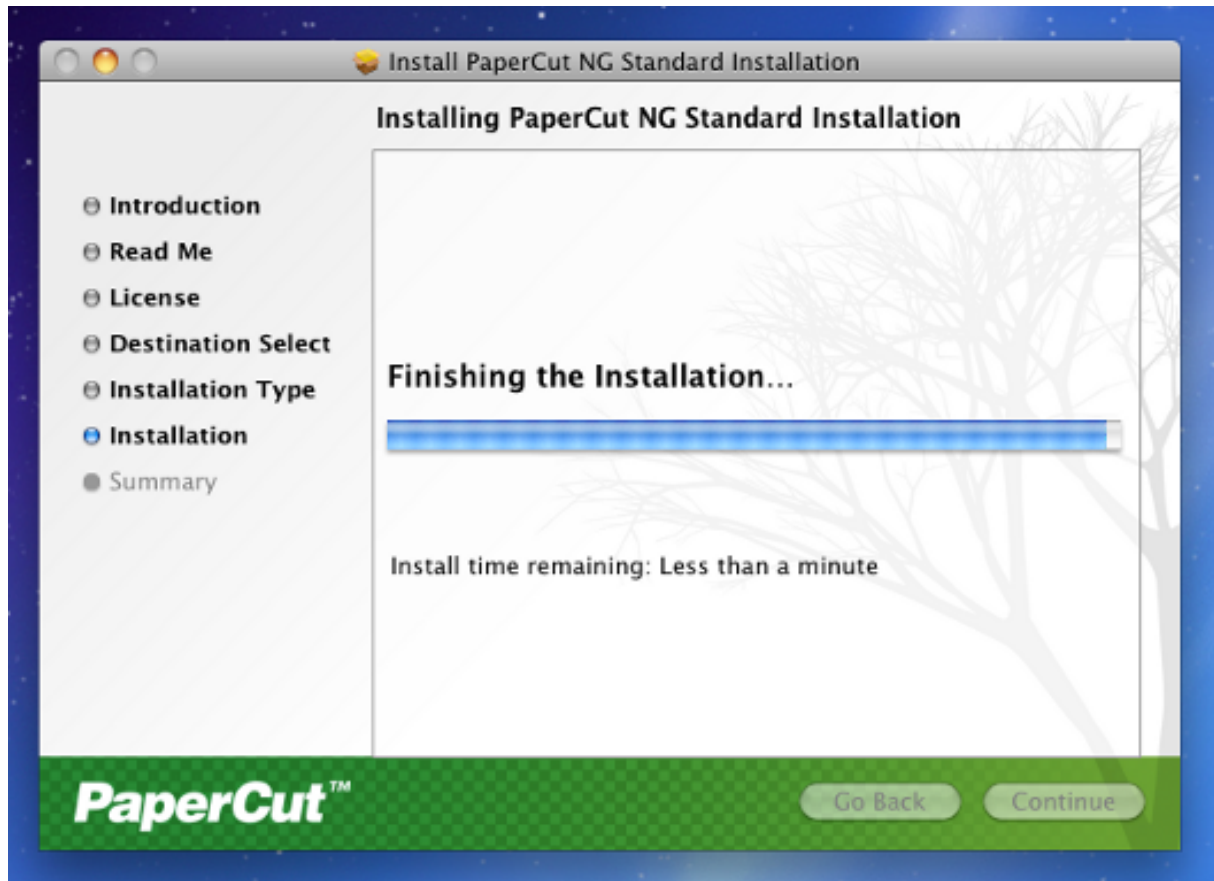 Install PaperCut NG Standard Installation
Installing PaperCut NG Standard Installation
Introduction
Read Me
License
Destination Select
Installation Type
Installation
Summary
Finishing the Installation...
Install time remaining: Less than a minute
PaperCut™
Go Back
Continue